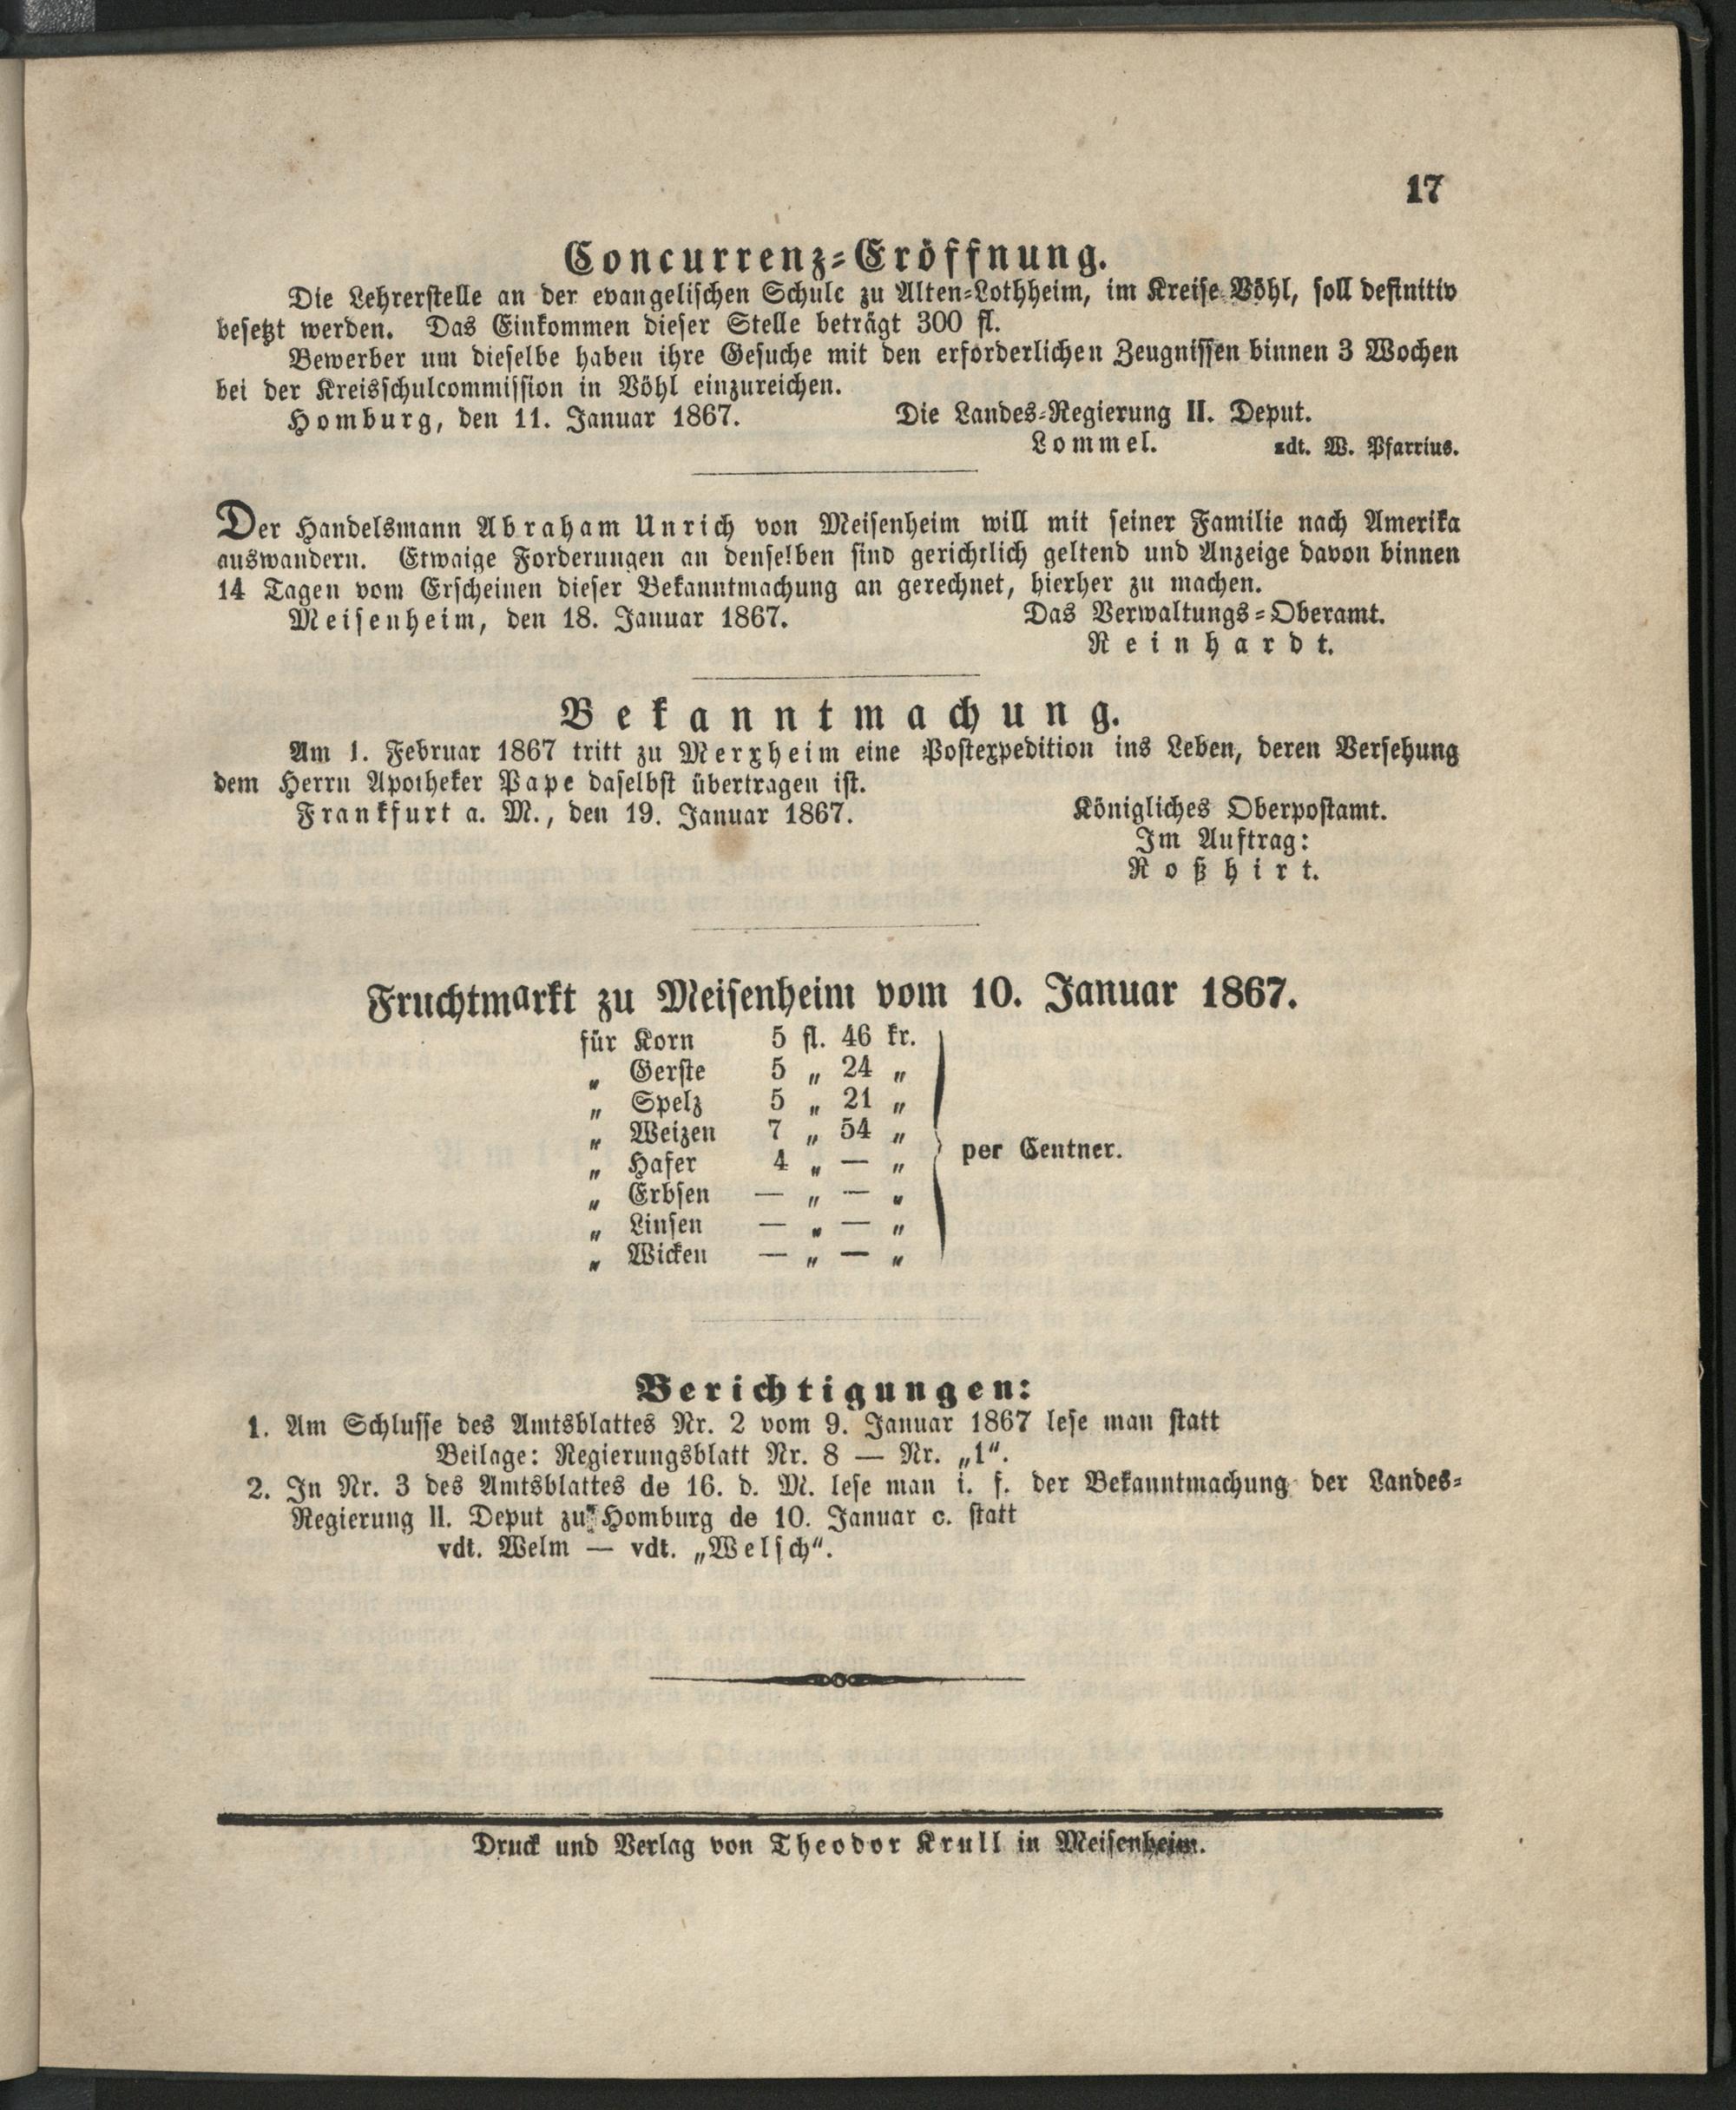 17
Concurrenz-Eröffnung.
Die Lehrerstelle an der evangelischen Schule zu Alten-Lothheim, im Kreise Vöhl, soll definitiv
besetzt werden. Das Einkommen dieser Stelle beträgt 300 fl.
Bewerber um dieselbe haben ihre Gesuche mit den erforderlichen Zeugnissen binnen 3 Wochen
bei der Kreisschulcommission in Vöhl einzureichen.
Homburg, den 11. Januar 1867. Die Landes-Regierung II. Deput.
Lommel. vdt. W. Pfarrius.
Der Handelsmann Abraham Unrich von Meisenheim will mit seiner Familie nach Amerika
auswandern. Etwaige Forderungen an denselben sind gerichtlich geltend und Anzeige davon binnen
14 Tagen vom Erscheinen dieser Bekanntmachung an gerechnet, hierher zu machen.
Meisenheim, den 18. Januar 1867. Das Verwaltungs-Oberamt.
Reinhardt.
Bekanntmachung.
Am 1. Februar 1867 tritt zu Merxheim eine Postexpedition ins Leben, deren Versehung
dem Herrn Apotheker Pape daselbst übertragen ist.
Frankfurt a. M., den 19. Januar 1867. Königliches Oberpostamt.
Im Auftrag:
Roßhirt.
Fruchtmarkt zu Meisenheim vom 10. Januar 1867.
für Korn 5 fl. 46 kr.
„ Gerste 5 „ 24 „
„ Spelz 5 „ 21 „
„ Weizen 7 „ 54 „
per Centner.
„ Hafer 4 „ — „
„ Erbsen — „ — „
„ Linsen — „ — „
„ Wicken — „ — „
Berichtigungen:
1. Am Schlusse des Amtsblattes Nr. 2 vom 9. Januar 1867 lese man statt
Beilage: Regierungsblatt Nr. 8 — Nr. „1“.
2. In Nr. 3 des Amtsblattes de 16. d. M. lese man i. f. der Bekanntmachung der Landes-
Regierung II. Deput zu Homburg de 10. Januar c. statt
vdt. Welm — vdt. „Welsch“.
Druck und Verlag von Theodor Krull in Meisenheim.